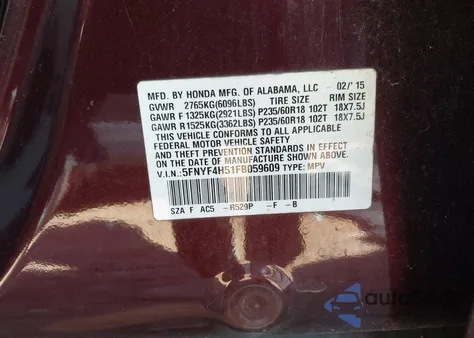 MFD. BY HONDA MFG. OF ALABAMA, LLC 02/'15
GVWR 2765KG(6096LBS) TIRE SIZE RIM SIZE
GAWR F 1325KG(2921LBS) P235/60R18 102T 18X7.5J
GAWR R1525KG(3362LBS) P235/60R18 102T 18X7.5J
THIS VEHICLE CONFORMS TO ALL APPLICABLE
FEDERAL MOTOR VEHICLE SAFETY
AND THEFT PREVENTION STANDARDS IN EFFECT
ON THE DATE OF MANUFACTURE SHOWN ABOVE.
V.I.N.:5FNYF4H51FB059609 TYPE: MPV
SZA F AC5 -R529P -F -B